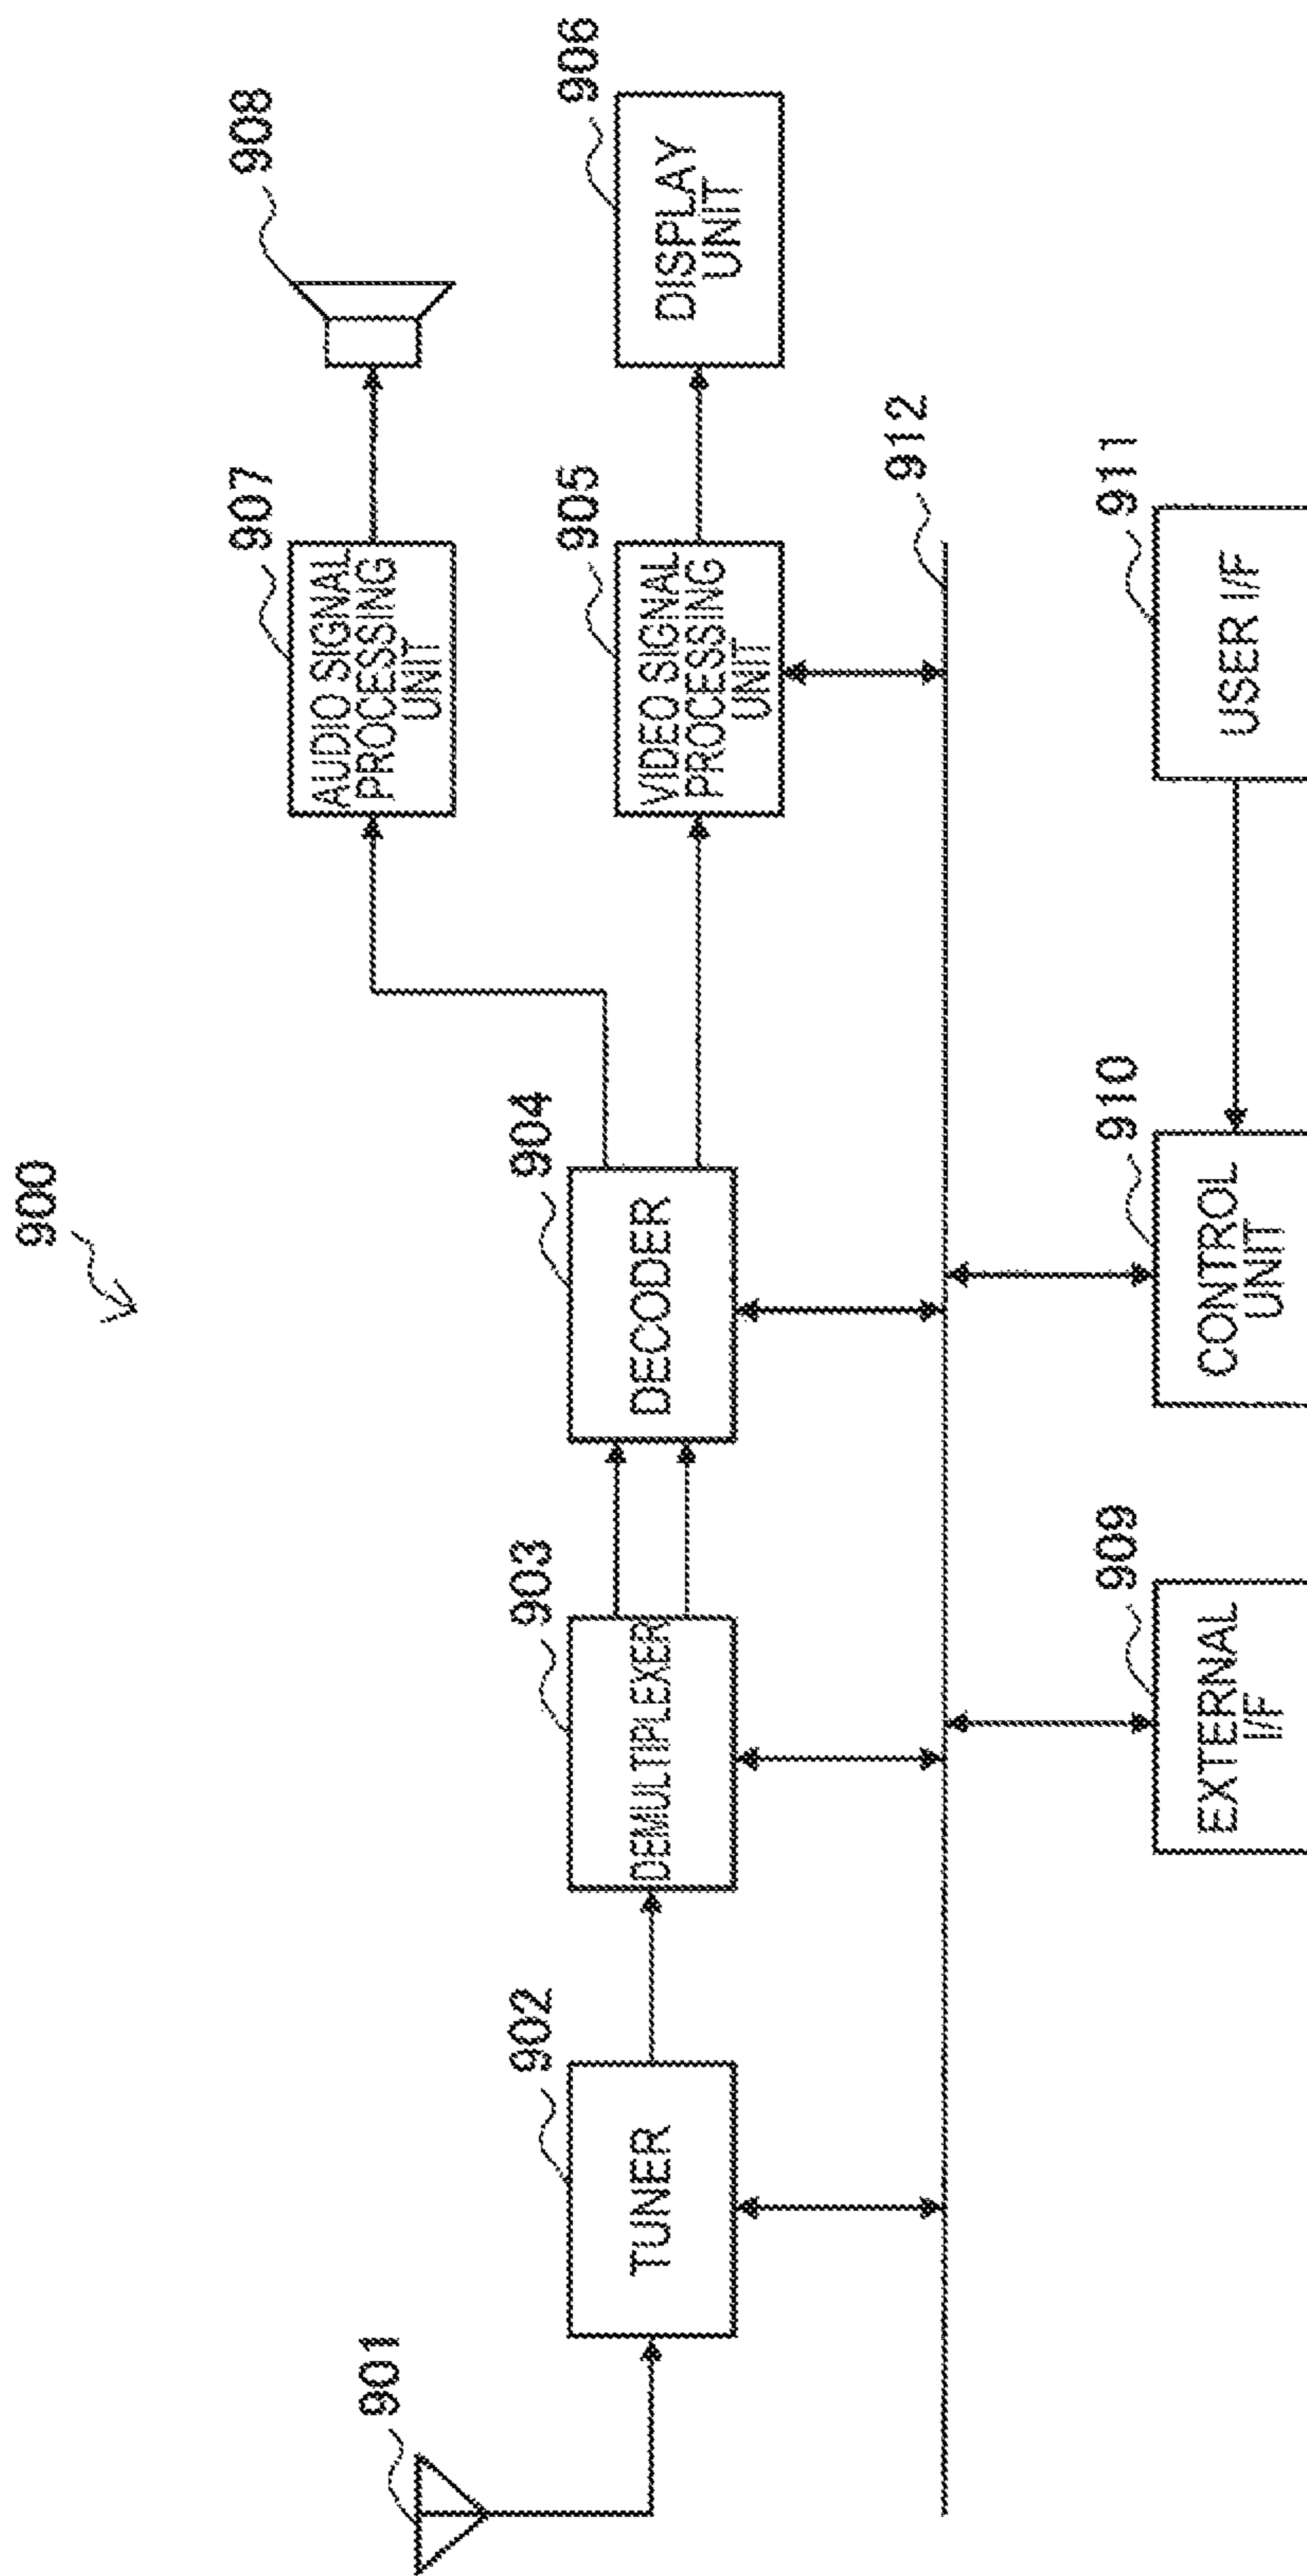 900
901
902
TUNER
903
DEMULTIPLEXER
904
DECODER
907
AUDIO SIGNAL
PROCESSING
UNIT
908
905
VIDEO SIGNAL
PROCESSING
UNIT
906
DISPLAY
UNIT
912
909
EXTERNAL
I/F
910
CONTROL
UNIT
911
USER I/F